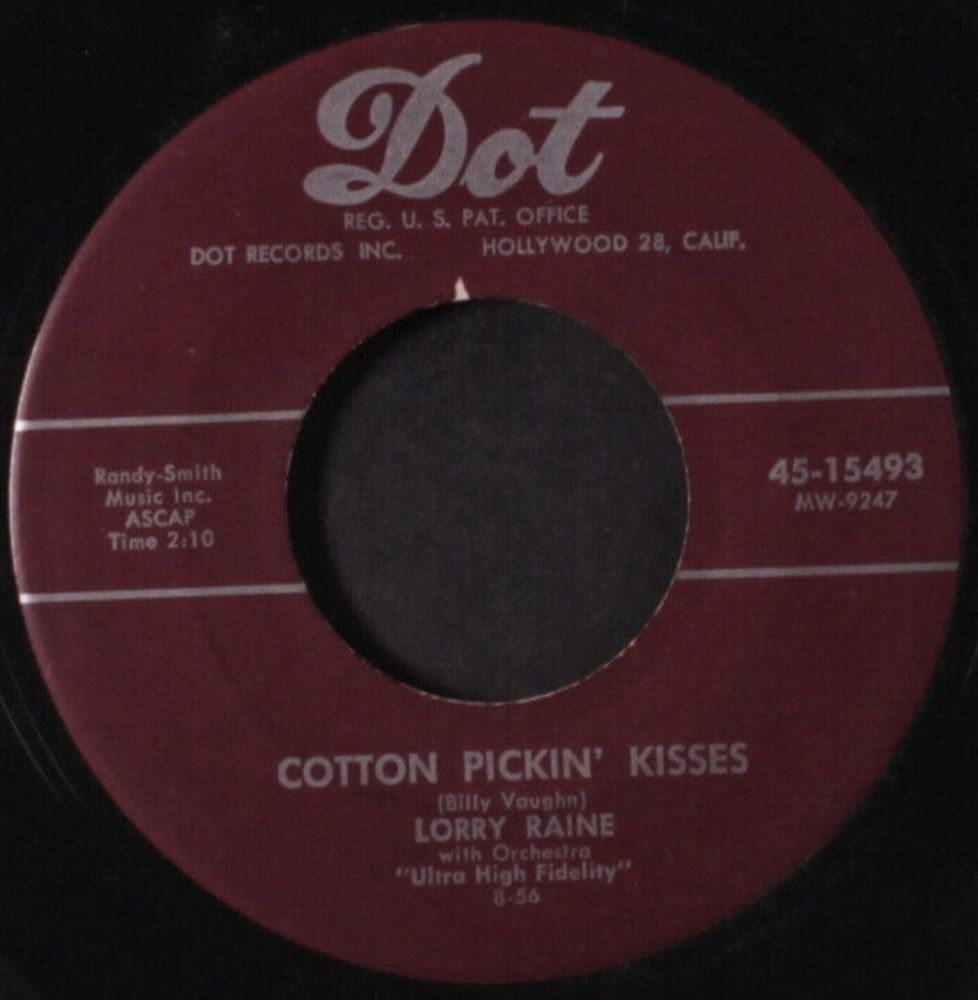 Dot
REG. U. S. PAT. OFFICE
DOT RECORDS INC. HOLLYWOOD 28, CALIF.
Randy-Smith
Music Inc.
ASCAP
Time 2:10
45-15493
MW-9247
COTTON PICKIN' KISSES
(Billy Vaughn)
LORRY RAINE
with Orchestra
"Ultra High Fidelity"
8-56